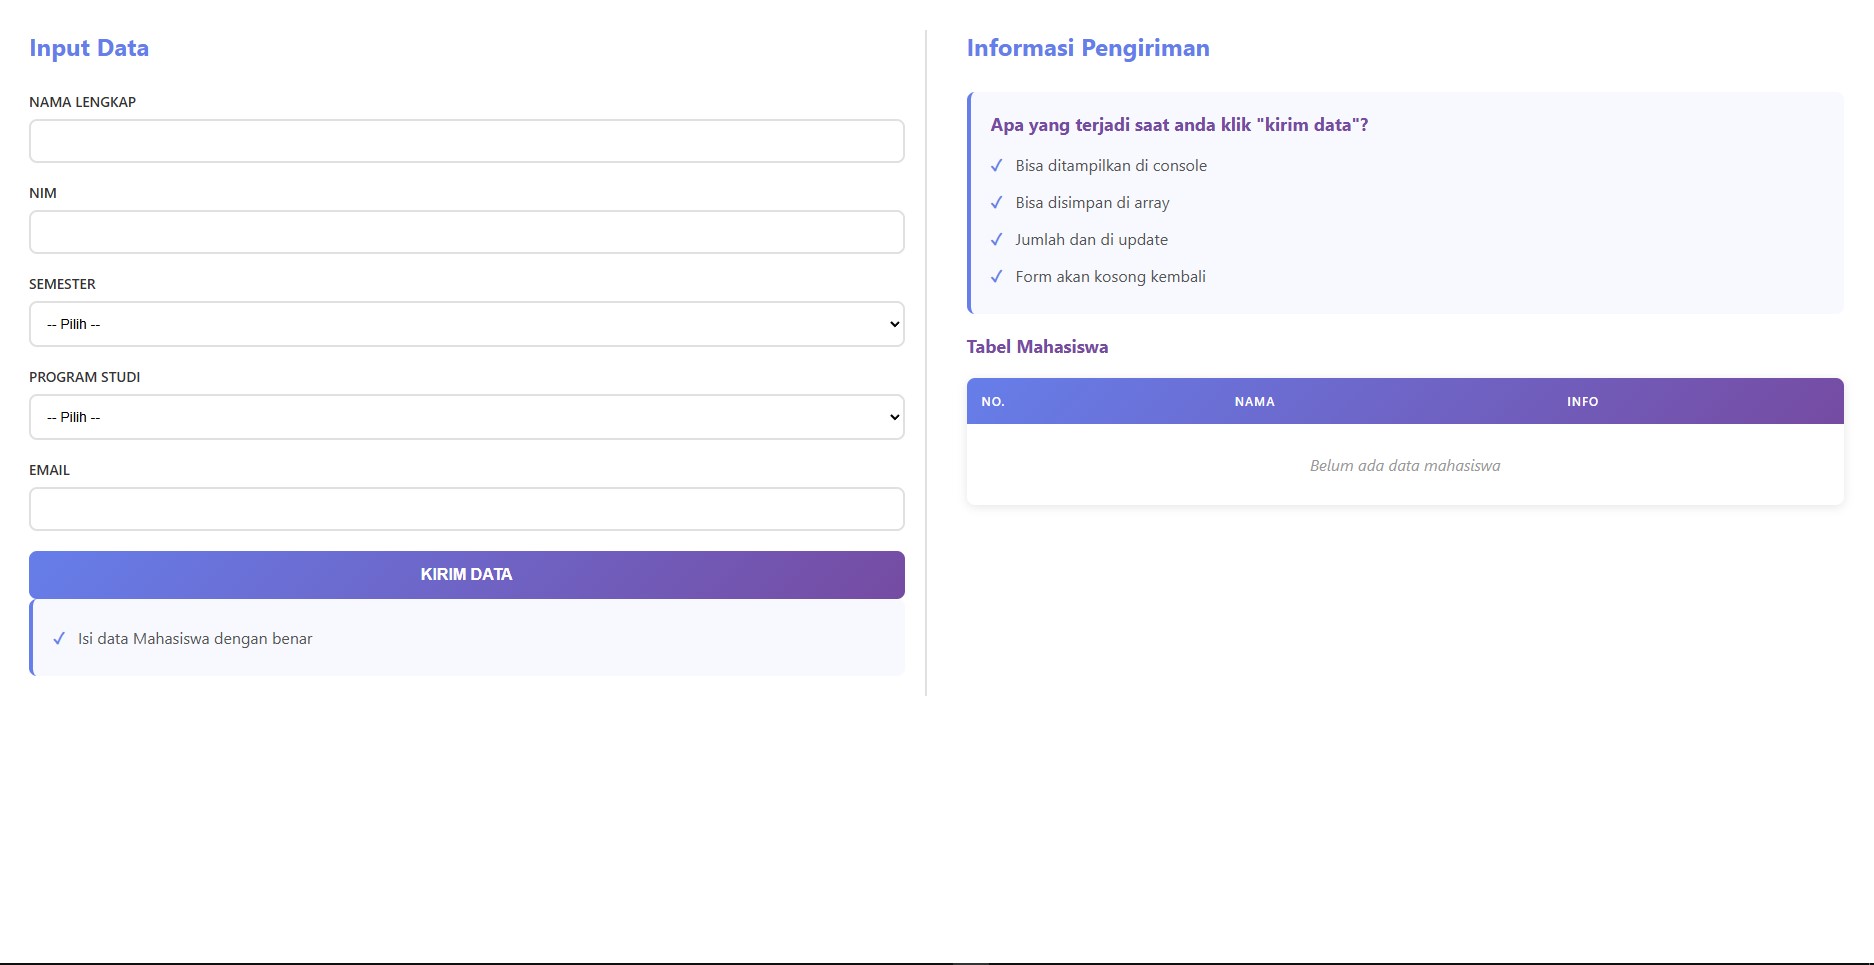 Input Data
NAMA LENGKAP
NIM
SEMESTER
-- Pilih --
PROGRAM STUDI
-- Pilih --
EMAIL
KIRIM DATA
✓ Isi data Mahasiswa dengan benar
Informasi Pengiriman
Apa yang terjadi saat anda klik "kirim data"?
✓ Bisa ditampilkan di console
✓ Bisa disimpan di array
✓ Jumlah dan di update
✓ Form akan kosong kembali
Tabel Mahasiswa
NO. NAMA INFO
Belum ada data mahasiswa